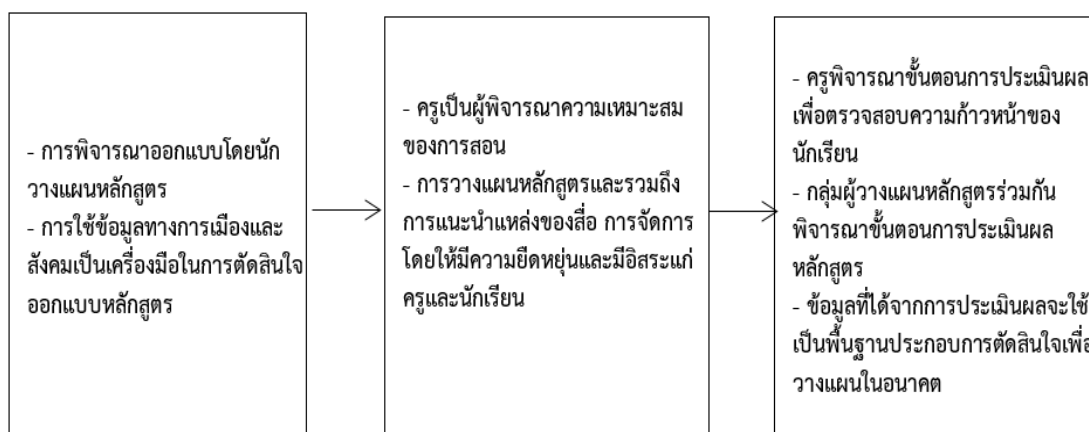 - การพิจารณาออกแบบโดยนัก
วางแผนหลักสูตร
- การใช้ข้อมูลทางการเมืองและ
สังคมเป็นเครื่องมือในการตัดสินใจ
ออกแบบหลักสูตร
- ครูเป็นผู้พิจารณาความเหมาะสม
ของการสอน
- การวางแผนหลักสูตรและรวมถึง
การแนะนำแหล่งของสื่อ การจัดการ
โดยให้มีความยืดหยุ่นและมีอิสระแก่
ครูและนักเรียน
- ครูพิจารณาขั้นตอนการประเมินผล
เพื่อตรวจสอบความก้าวหน้าของ
นักเรียน
- กลุ่มผู้วางแผนหลักสูตรร่วมกัน
พิจารณาขั้นตอนการประเมินผล
หลักสูตร
- ข้อมูลที่ได้จากการประเมินผลจะใช้
เป็นพื้นฐานประกอบการตัดสินใจเพื่อ
วางแผนในอนาคต